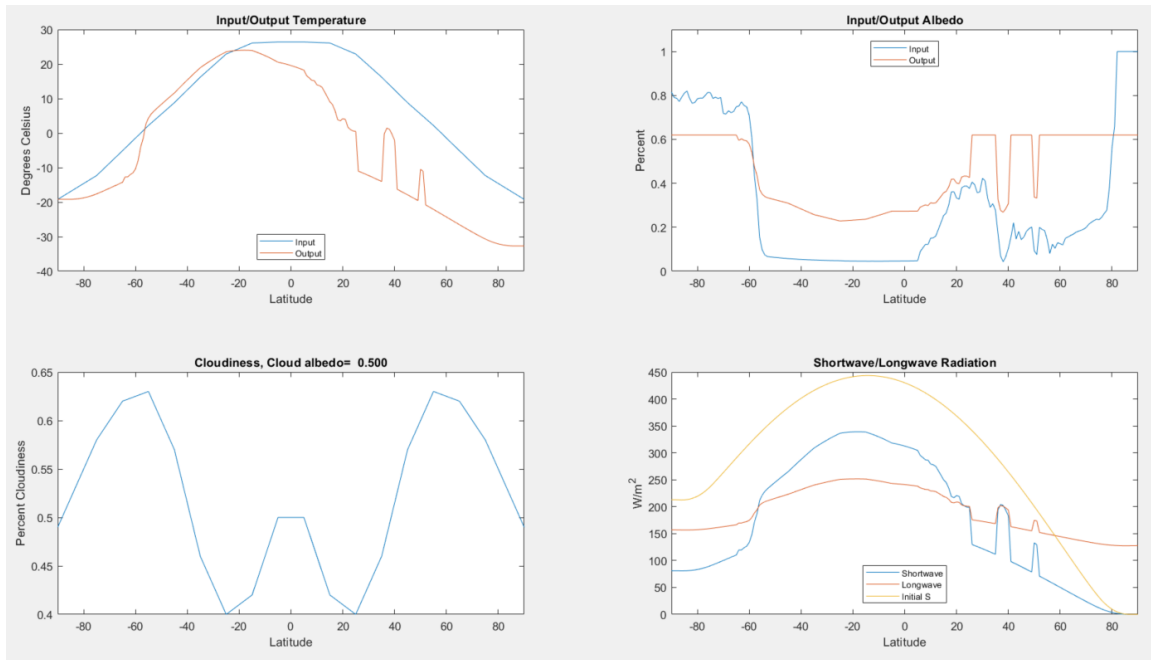 Input/Output Temperature
30
20
10
0
-10
-20
-30
-40
Degrees Celsius
Input
Output
-80 -60 -40 -20 0 20 40 60 80
Latitude
Input/Output Albedo
1
0.8
0.6
0.4
0.2
0
Percent
Input
Output
-80 -60 -40 -20 0 20 40 60 80
Latitude
Cloudiness, Cloud albedo= 0.500
0.65
0.6
0.55
0.5
0.45
0.4
Percent Cloudiness
-80 -60 -40 -20 0 20 40 60 80
Latitude
Shortwave/Longwave Radiation
450
400
350
300
250
200
150
100
50
0
W/m²
Shortwave
Longwave
Initial S
-80 -60 -40 -20 0 20 40 60 80
Latitude